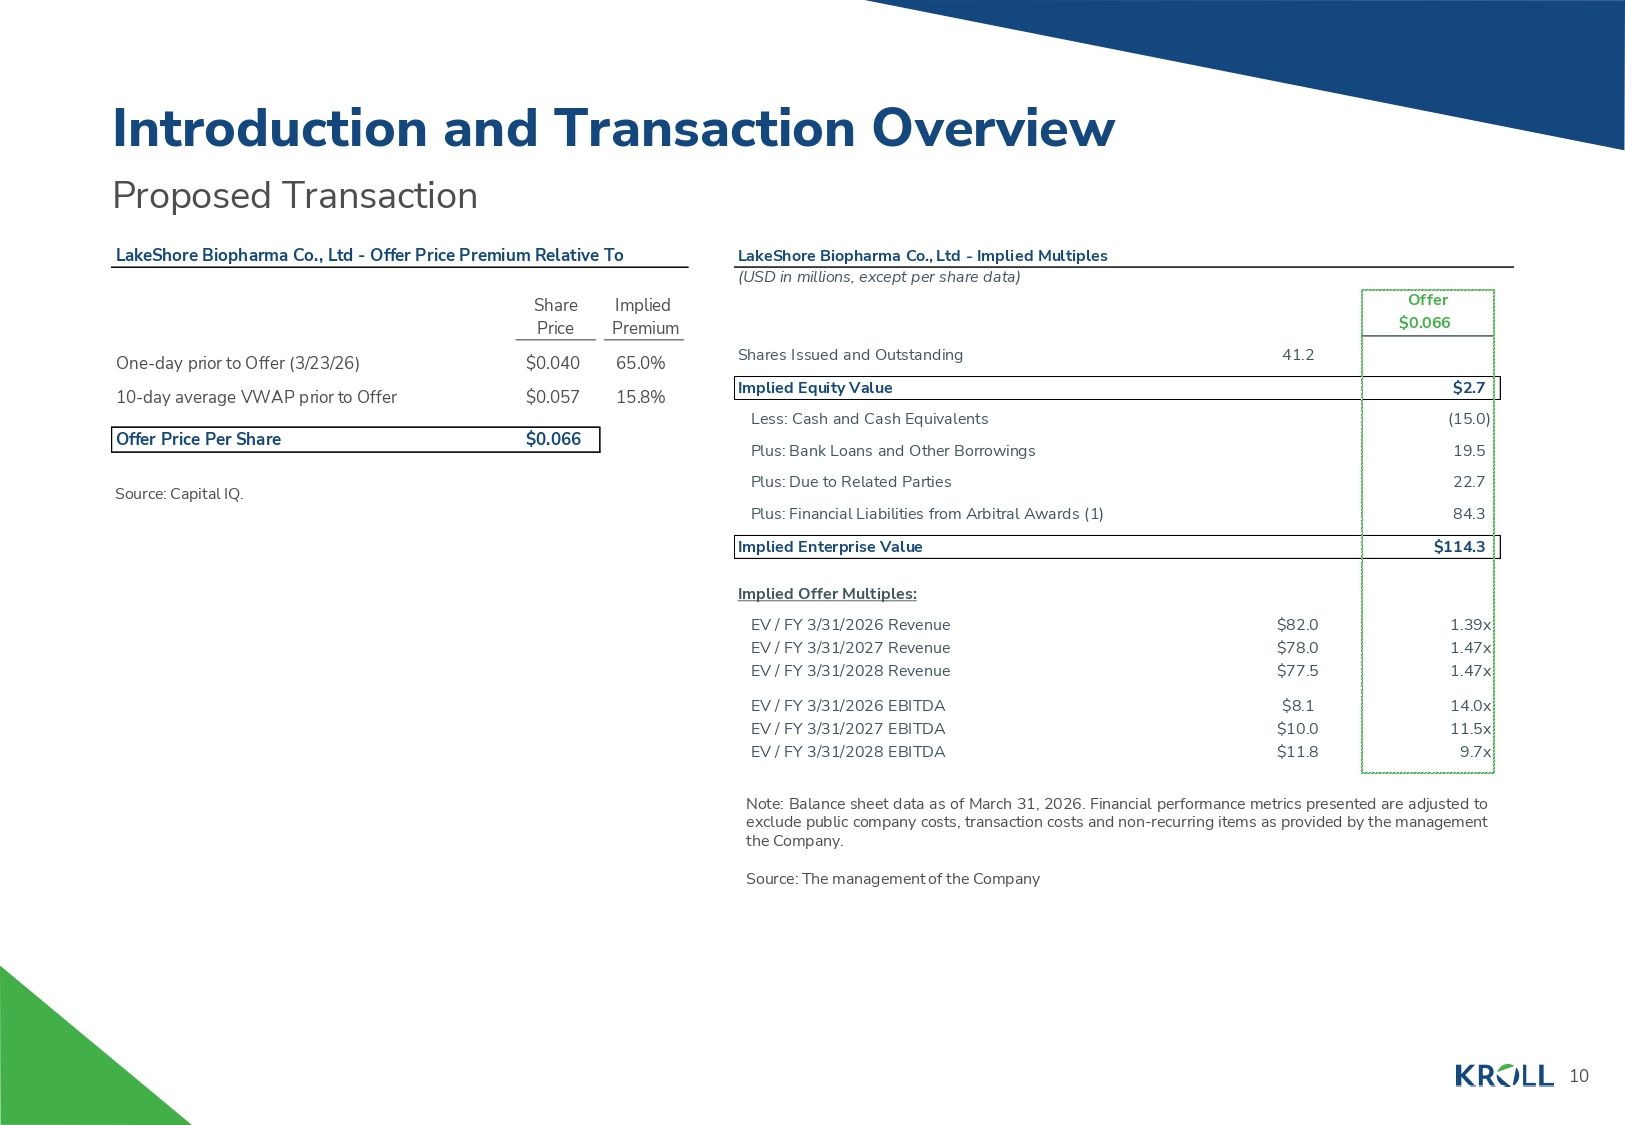 Introduction and Transaction Overview
Proposed Transaction
LakeShore Biopharma Co., Ltd - Offer Price Premium Relative To
Share Implied
Price Premium
One-day prior to Offer (3/23/26) $0.040 65.0%
10-day average VWAP prior to Offer $0.057 15.8%
Offer Price Per Share $0.066
Source: Capital IQ.
LakeShore Biopharma Co., Ltd - Implied Multiples
(USD in millions, except per share data)
Offer
$0.066
Shares Issued and Outstanding 41.2
Implied Equity Value $2.7
Less: Cash and Cash Equivalents (15.0)
Plus: Bank Loans and Other Borrowings 19.5
Plus: Due to Related Parties 22.7
Plus: Financial Liabilities from Arbitral Awards (1) 84.3
Implied Enterprise Value $114.3
Implied Offer Multiples:
EV / FY 3/31/2026 Revenue $82.0 1.39x
EV / FY 3/31/2027 Revenue $78.0 1.47x
EV / FY 3/31/2028 Revenue $77.5 1.47x
EV / FY 3/31/2026 EBITDA $8.1 14.0x
EV / FY 3/31/2027 EBITDA $10.0 11.5x
EV / FY 3/31/2028 EBITDA $11.8 9.7x
Note: Balance sheet data as of March 31, 2026. Financial performance metrics presented are adjusted to
exclude public company costs, transaction costs and non-recurring items as provided by the management
the Company.
Source: The management of the Company
KROLL 10